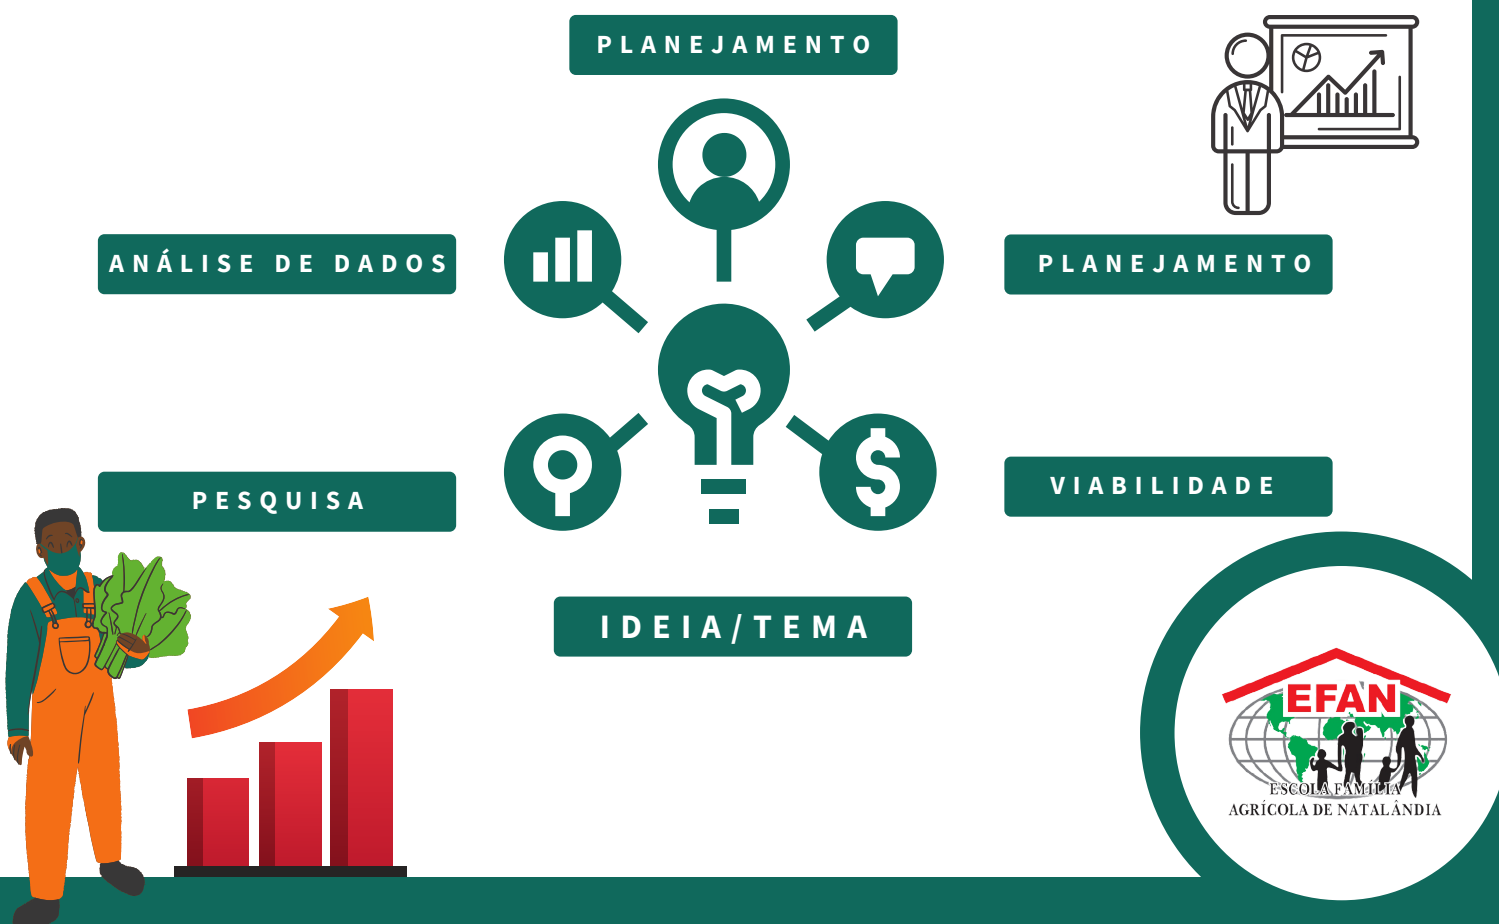 PLANEJAMENTO
ANÁLISE DE DADOS
PLANEJAMENTO
PESQUISA
VIABILIDADE
IDEIA/TEMA
EFAN
ESCOLA FAMÍLIA
AGRÍCOLA DE NATALÂNDIA